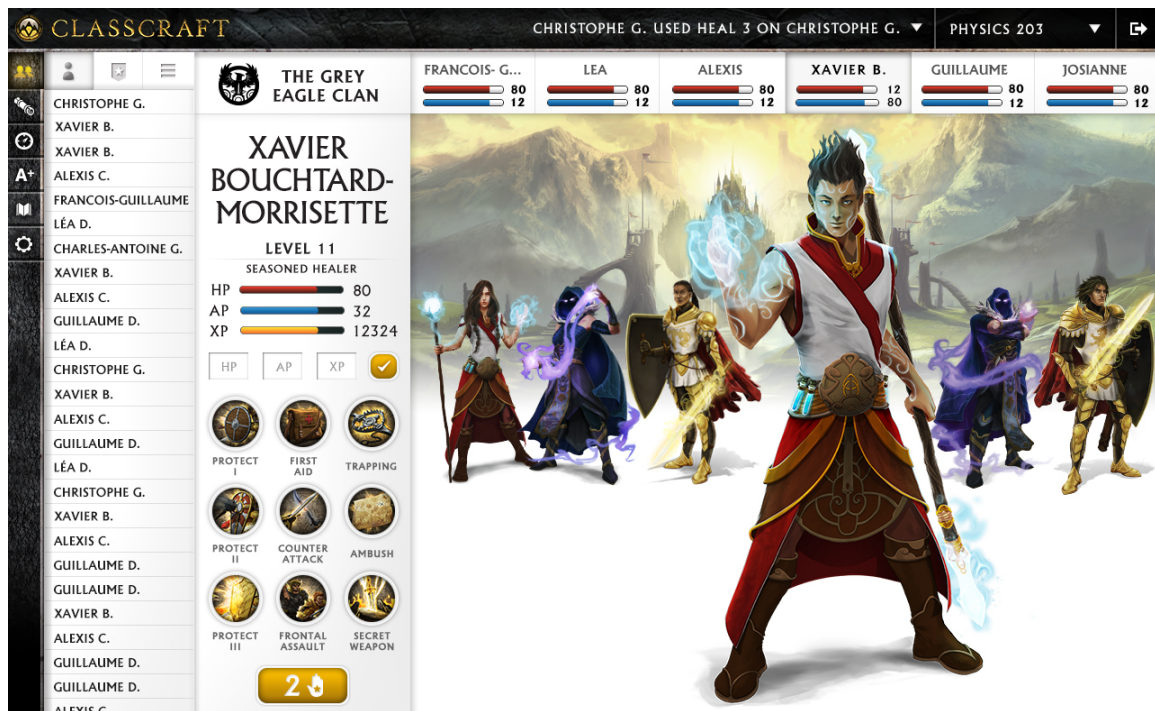 CLASSCRAFT
CHRISTOPHE G. USED HEAL 3 ON CHRISTOPHE G.
PHYSICS 203
A+
CHRISTOPHE G.
XAVIER B.
XAVIER B.
ALEXIS C.
FRANCOIS-GUILLAUME
LÉA D.
CHARLES-ANTOINE G.
XAVIER B.
ALEXIS C.
GUILLAUME D.
LÉA D.
CHRISTOPHE G.
XAVIER B.
ALEXIS C.
GUILLAUME D.
LÉA D.
CHRISTOPHE G.
XAVIER B.
ALEXIS C.
GUILLAUME D.
GUILLAUME D.
XAVIER B.
ALEXIS C.
GUILLAUME D.
GUILLAUME D.
ALEXIS C.
THE GREY
EAGLE CLAN
XAVIER
BOUCHTARD-
MORRISETTE
LEVEL 11
SEASONED HEALER
HP 80
AP 32
XP 12324
HP AP XP
PROTECT
I
FIRST
AID
TRAPPING
PROTECT
II
COUNTER
ATTACK
AMBUSH
PROTECT
III
FRONTAL
ASSAULT
SECRET
WEAPON
2
FRANCOIS- G...
80
12
LEA
80
12
ALEXIS
80
12
XAVIER B.
12
80
GUILLAUME
80
12
JOSIANNE
80
12